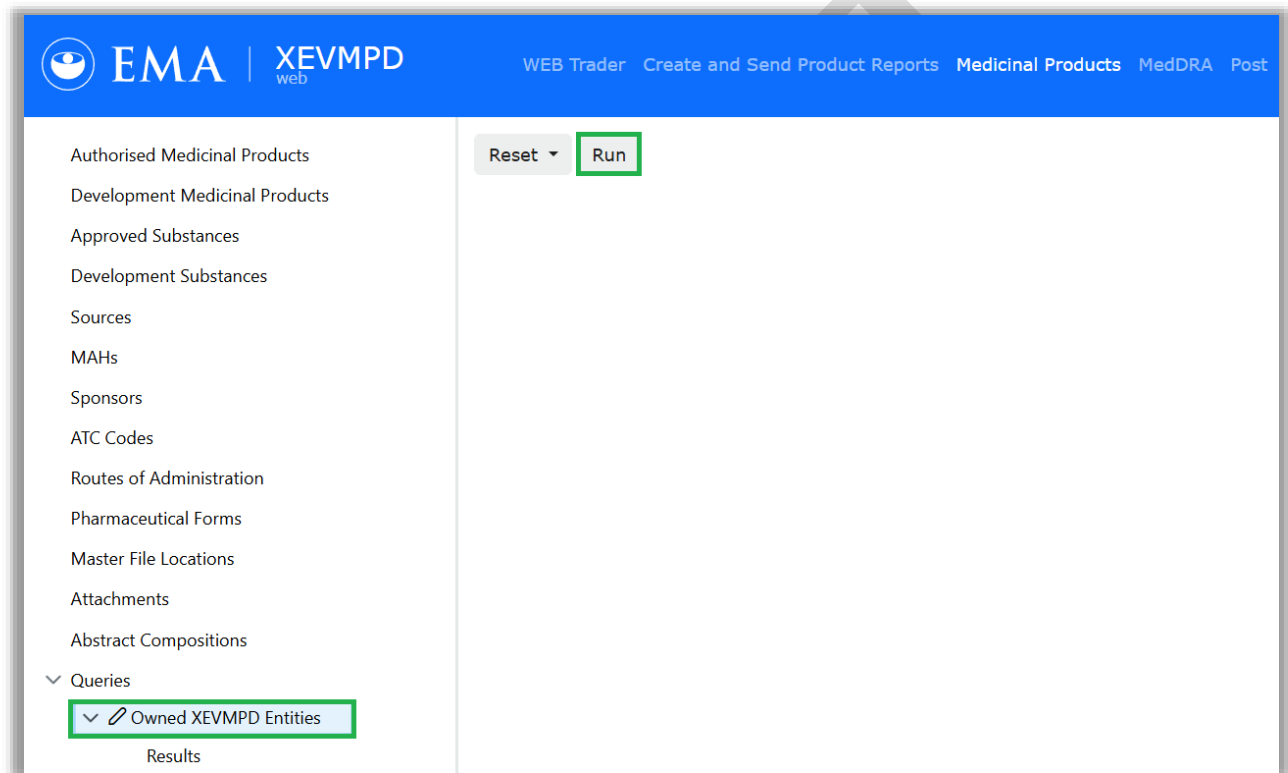 EMA | XEVMPD
web
WEB Trader Create and Send Product Reports Medicinal Products MedDRA Post
Reset Run
Authorised Medicinal Products
Development Medicinal Products
Approved Substances
Development Substances
Sources
MAHs
Sponsors
ATC Codes
Routes of Administration
Pharmaceutical Forms
Master File Locations
Attachments
Abstract Compositions
Queries
Owned XEVMPD Entities
Results